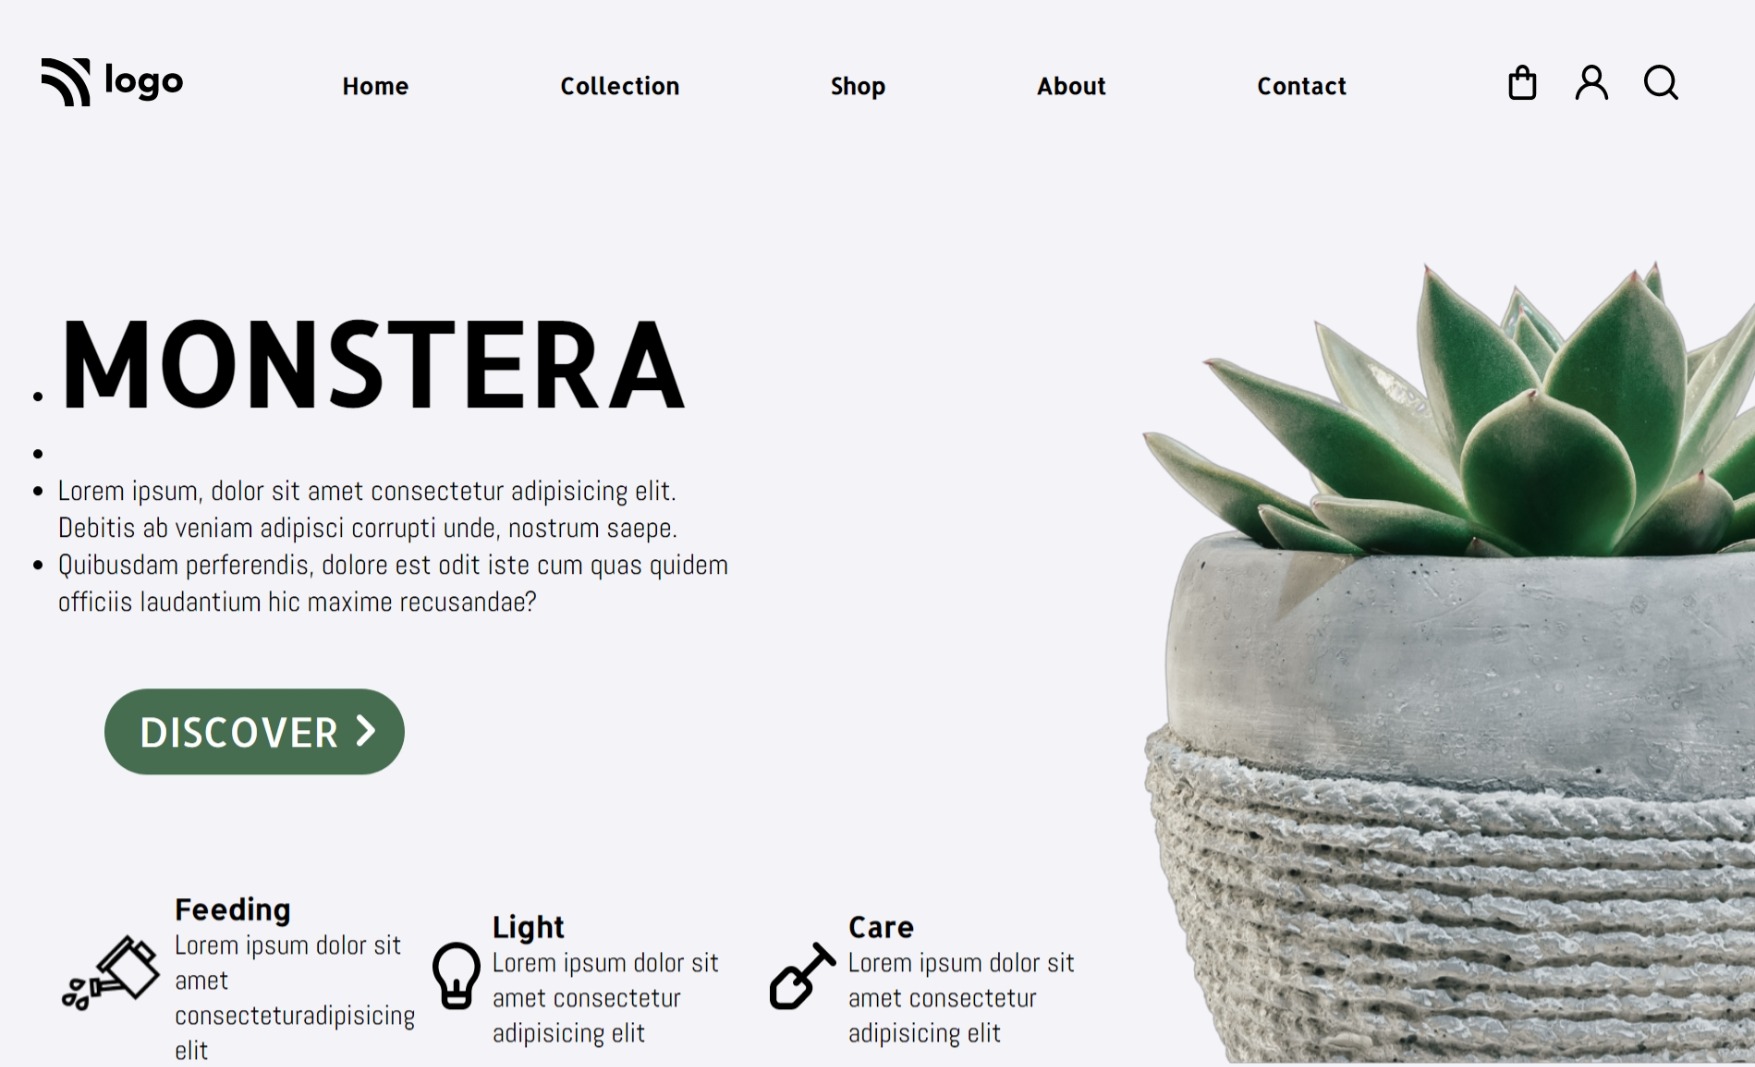 logo
Home
Collection
Shop
About
Contact
MONSTERA
Lorem ipsum, dolor sit amet consectetur adipisicing elit.
Debitis ab veniam adipisci corrupti unde, nostrum saepe.
Quibusdam perferendis, dolore est odit iste cum quas quidem
officiis laudantium hic maxime recusandae?
DISCOVER
Feeding
Lorem ipsum dolor sit
amet
consecteturadipisicing
elit
Light
Lorem ipsum dolor sit
amet consectetur
adipisicing elit
Care
Lorem ipsum dolor sit
amet consectetur
adipisicing elit